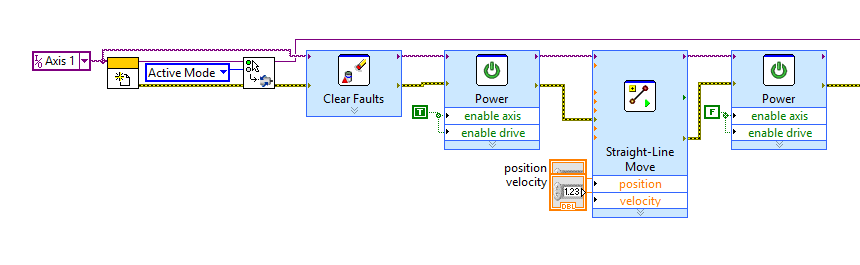 Axis 1
Active Mode
Clear Faults
Power
T
enable axis
enable drive
position
velocity
1.23
DBL
Straight-Line
Move
position
velocity
Power
F
enable axis
enable drive